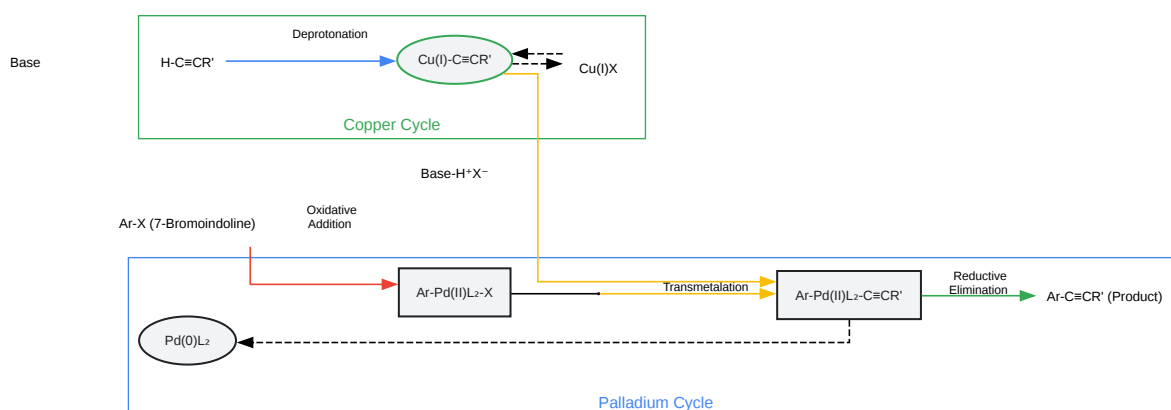 Deprotonation
Base
H-C≡CR'
Cu(I)-C≡CR'
Cu(I)X
Copper Cycle
Base-H⁺X⁻
Ar-X (7-Bromoindoline)
Oxidative
Addition
Ar-Pd(II)L₂-X
Transmetalation
Ar-Pd(II)L₂-C≡CR'
Reductive
Elimination
Ar-C≡CR' (Product)
Pd(0)L₂
Palladium Cycle